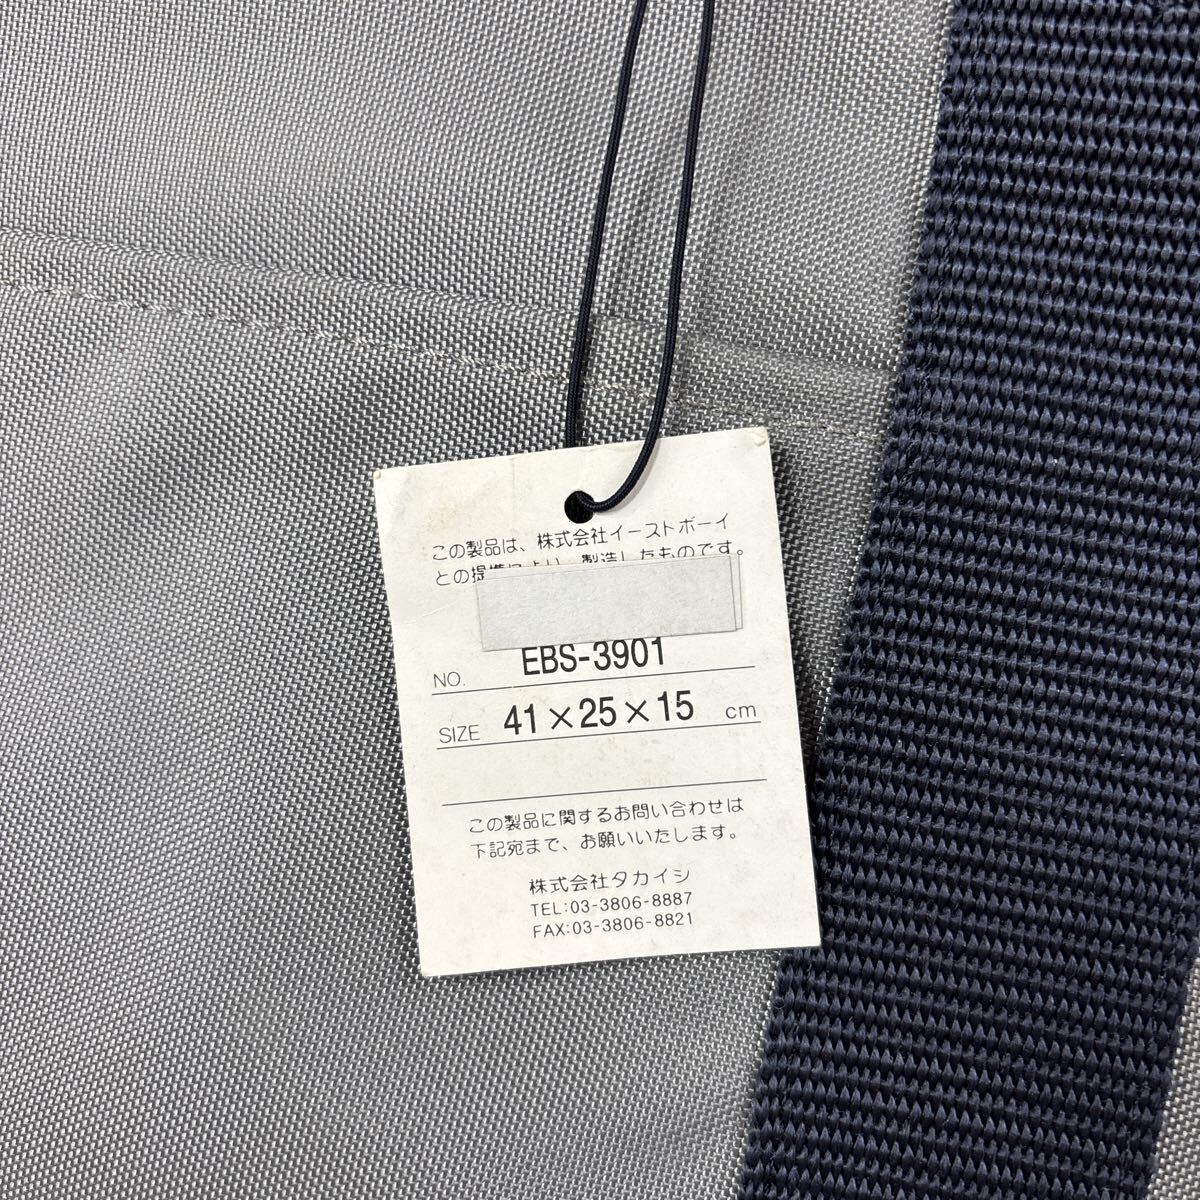 この製品は、株式会社イーストボーイ
との提携により、製造したものです。
NO. EBS-3901
SIZE 41×25×15 cm
この製品に関するお問い合わせは
下記宛まで、お願いいたします。
株式会社タカイシ
TEL:03-3806-8887
FAX:03-3806-8821